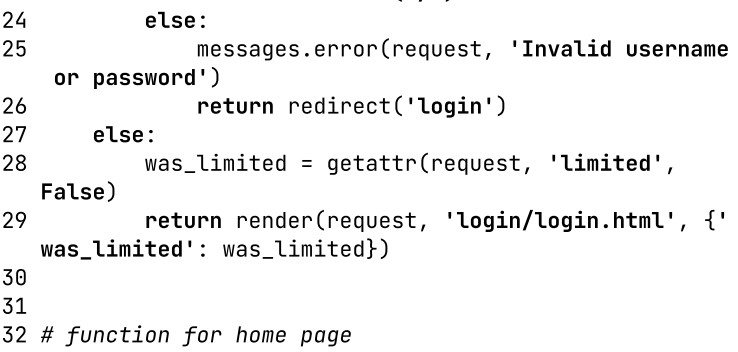 24         else:
25             messages.error(request, 'Invalid username
 or password')
26             return redirect('login')
27     else:
28         was_limited = getattr(request, 'limited',
False)
29         return render(request, 'login/login.html', {'
was_limited': was_limited})
30
31
32 # function for home page